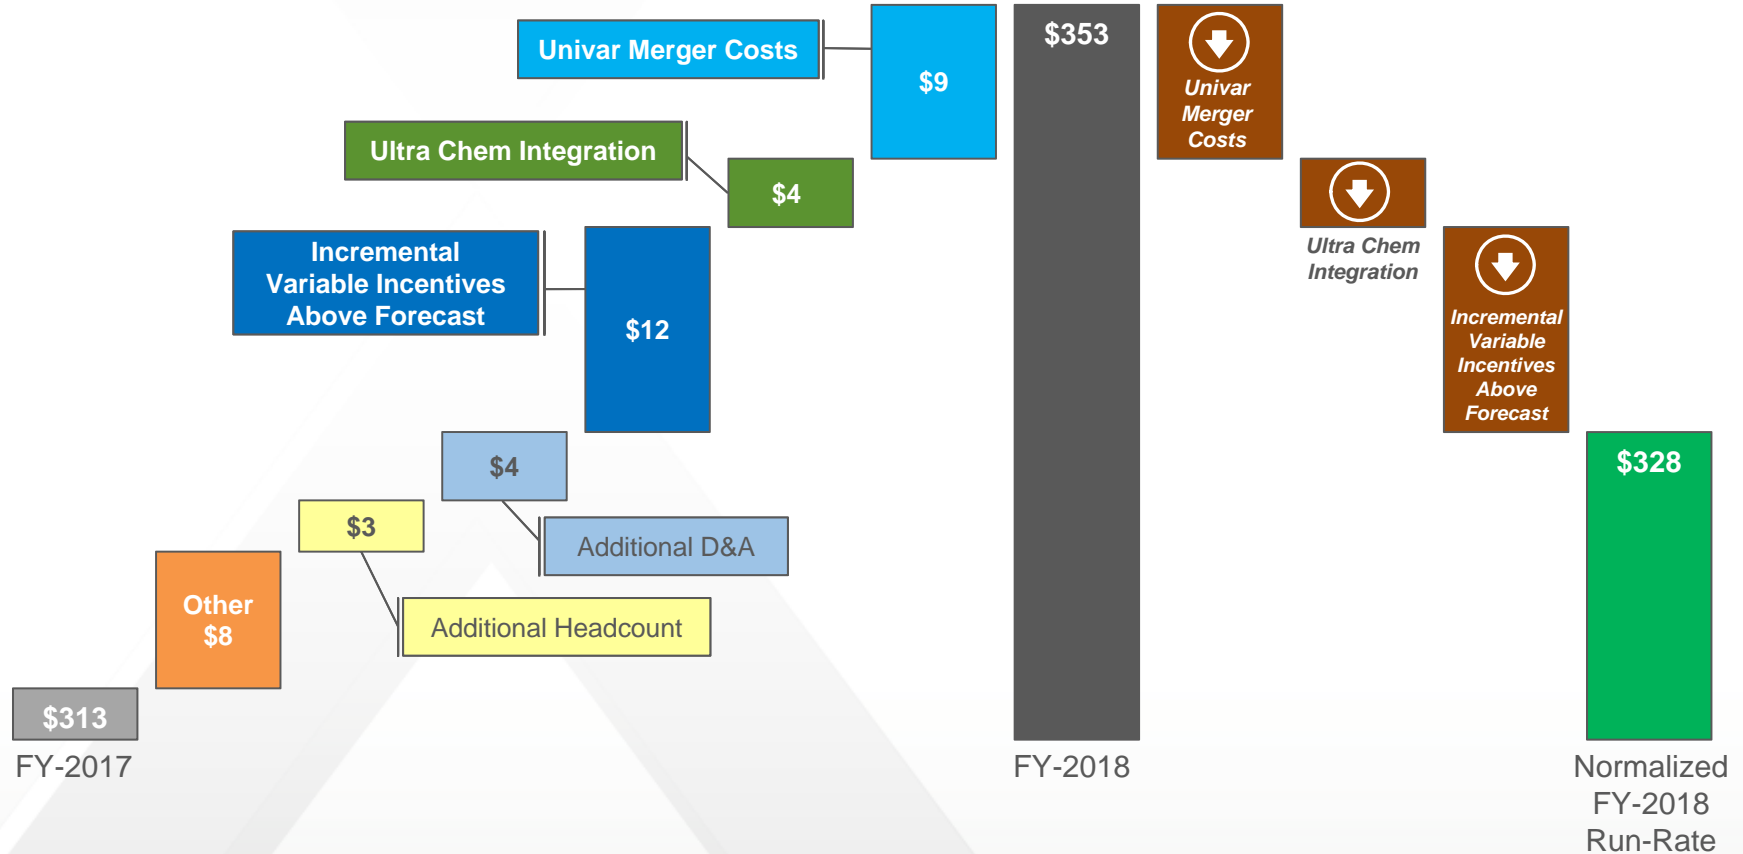 Univar Merger Costs
$9
$353
Univar
Merger
Costs
Ultra Chem Integration
$4
Ultra Chem
Integration
Incremental
Variable Incentives
Above Forecast
$12
Incremental
Variable
Incentives
Above
Forecast
$4
$328
$3
Additional D&A
Other
$8
Additional Headcount
$313
FY-2017
FY-2018
Normalized
FY-2018
Run-Rate